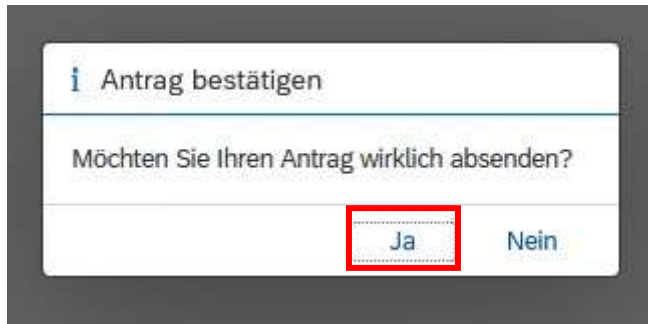 i Antrag bestätigen
Möchten Sie Ihren Antrag wirklich absenden?
Ja Nein